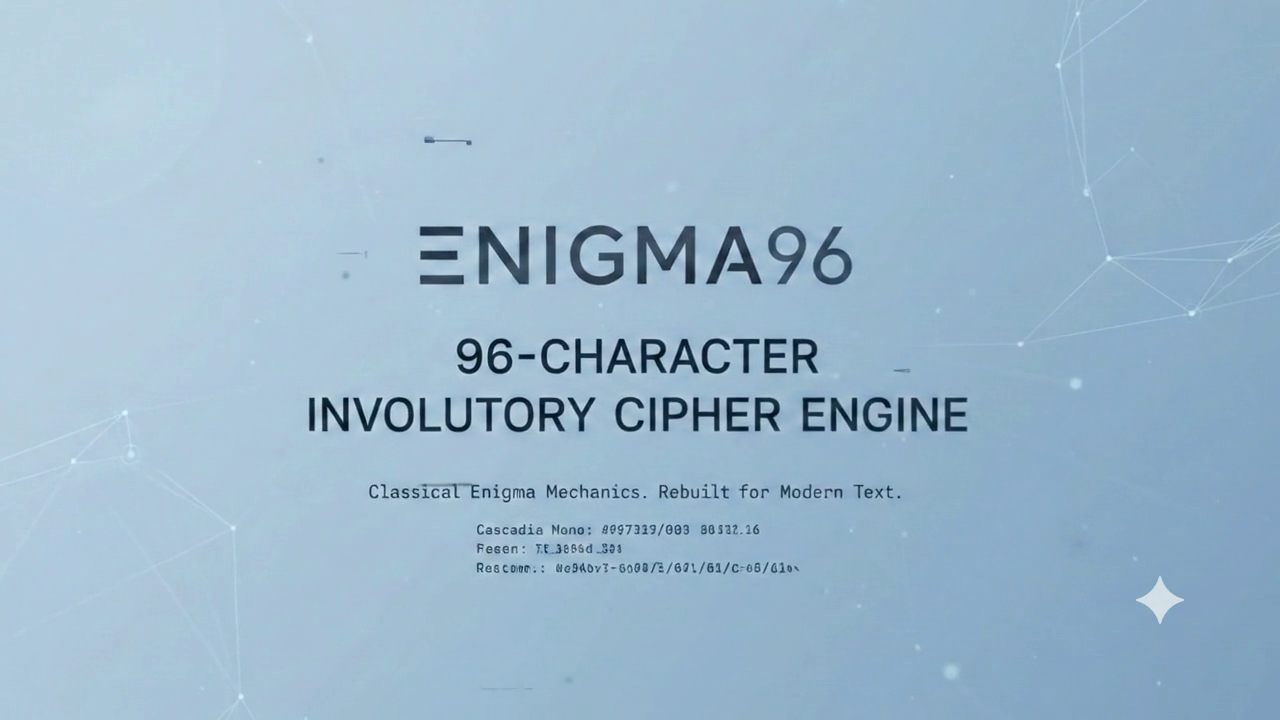 ENIGMA96
96-CHARACTER
INVOLUTORY CIPHER ENGINE
Classical Enigma Mechanics. Rebuilt for Modern Text.
Cascadia Mono: